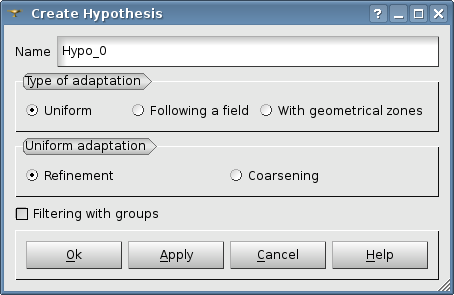 Create Hypothesis
Name Hypo_0
Type of adaptation
Uniform Following a field With geometrical zones
Uniform adaptation
Refinement Coarsening
Filtering with groups
Ok Apply Cancel Help